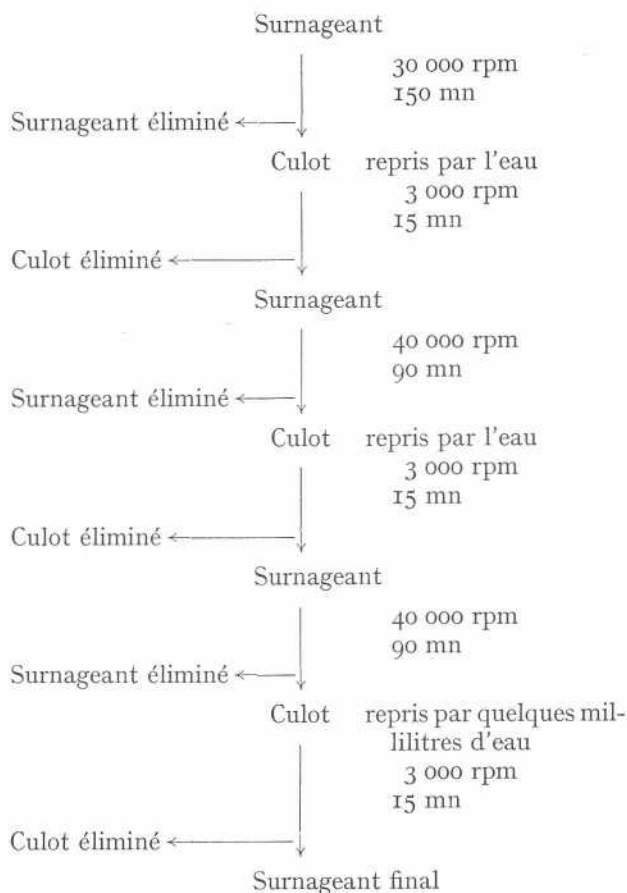 Surnageant
30 000 rpm
150 mn
Surnageant éliminé
Culot repris par l'eau
3 000 rpm
15 mn
Culot éliminé
Surnageant
40 000 rpm
90 mn
Surnageant éliminé
Culot repris par l'eau
3 000 rpm
15 mn
Culot éliminé
Surnageant
40 000 rpm
90 mn
Surnageant éliminé
Culot repris par quelques mil-
lilitres d'eau
3 000 rpm
15 mn
Culot éliminé
Surnageant final